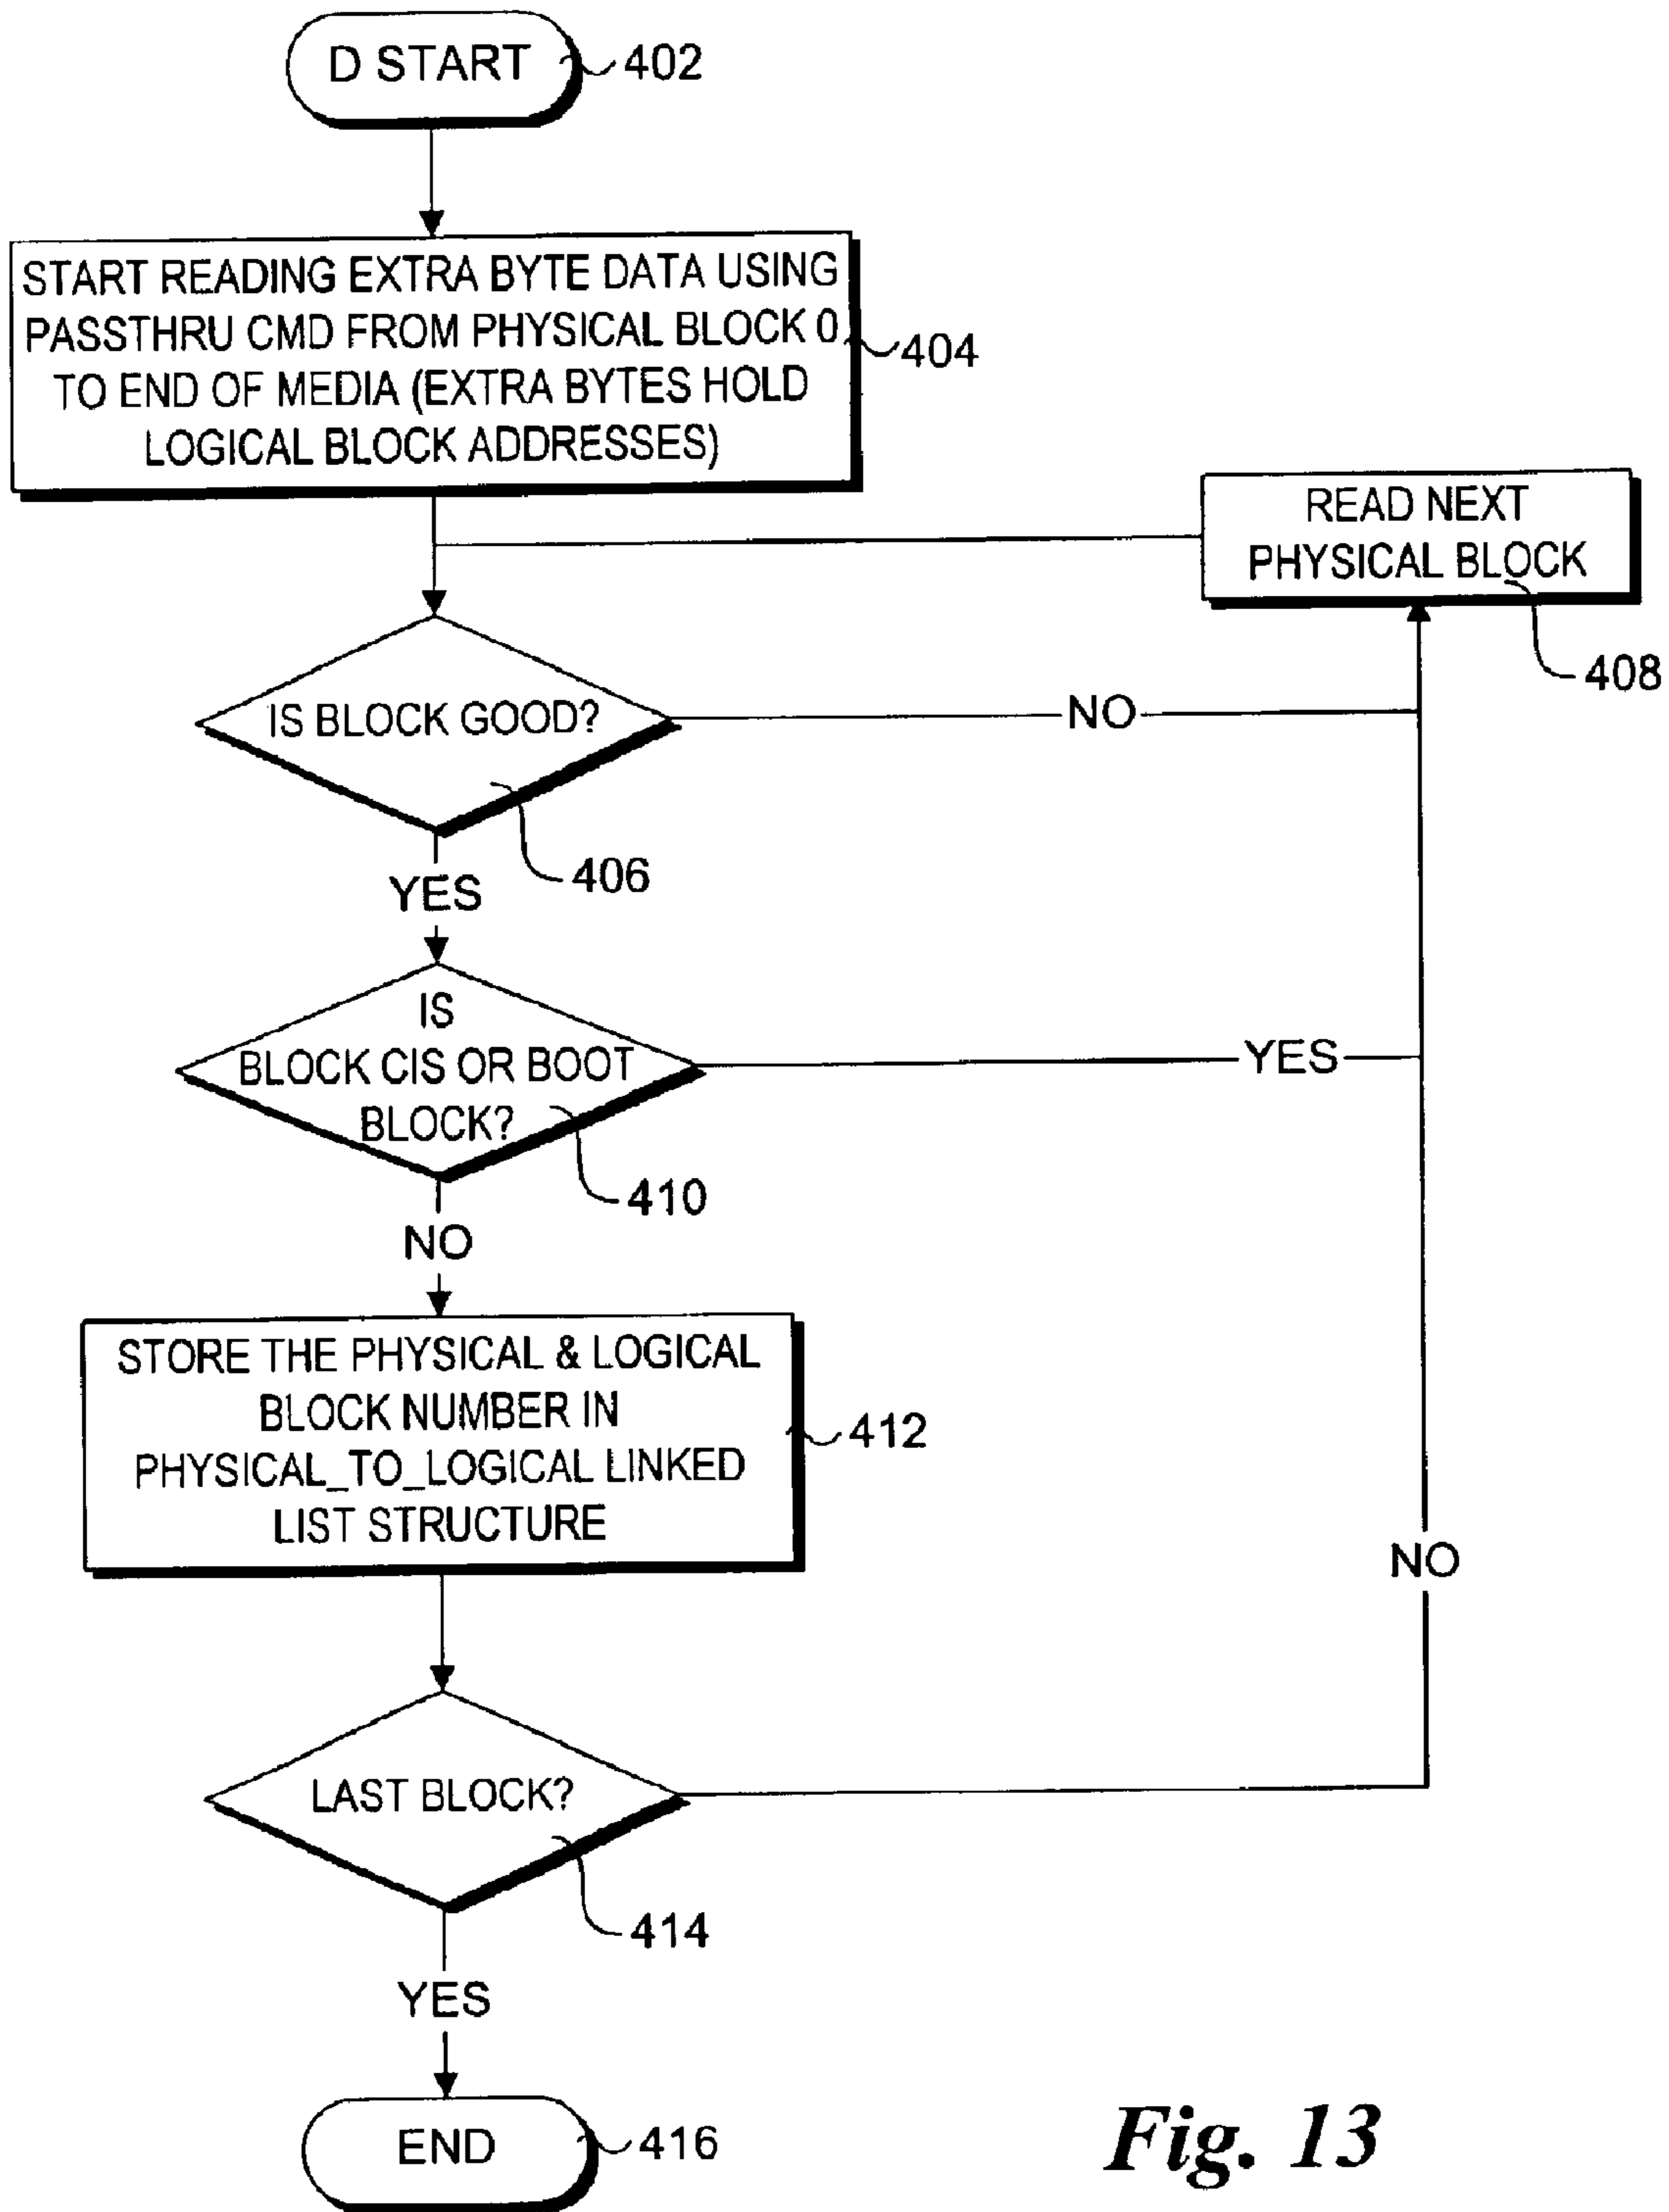 D START
402
START READING EXTRA BYTE DATA USING
PASSTHRU CMD FROM PHYSICAL BLOCK 0
TO END OF MEDIA (EXTRA BYTES HOLD
LOGICAL BLOCK ADDRESSES)
404
READ NEXT
PHYSICAL BLOCK
408
IS BLOCK GOOD?
NO
406
YES
IS
BLOCK CIS OR BOOT
BLOCK?
YES
410
NO
STORE THE PHYSICAL & LOGICAL
BLOCK NUMBER IN
PHYSICAL_TO_LOGICAL LINKED
LIST STRUCTURE
412
NO
LAST BLOCK?
414
YES
END
416
Fig. 13